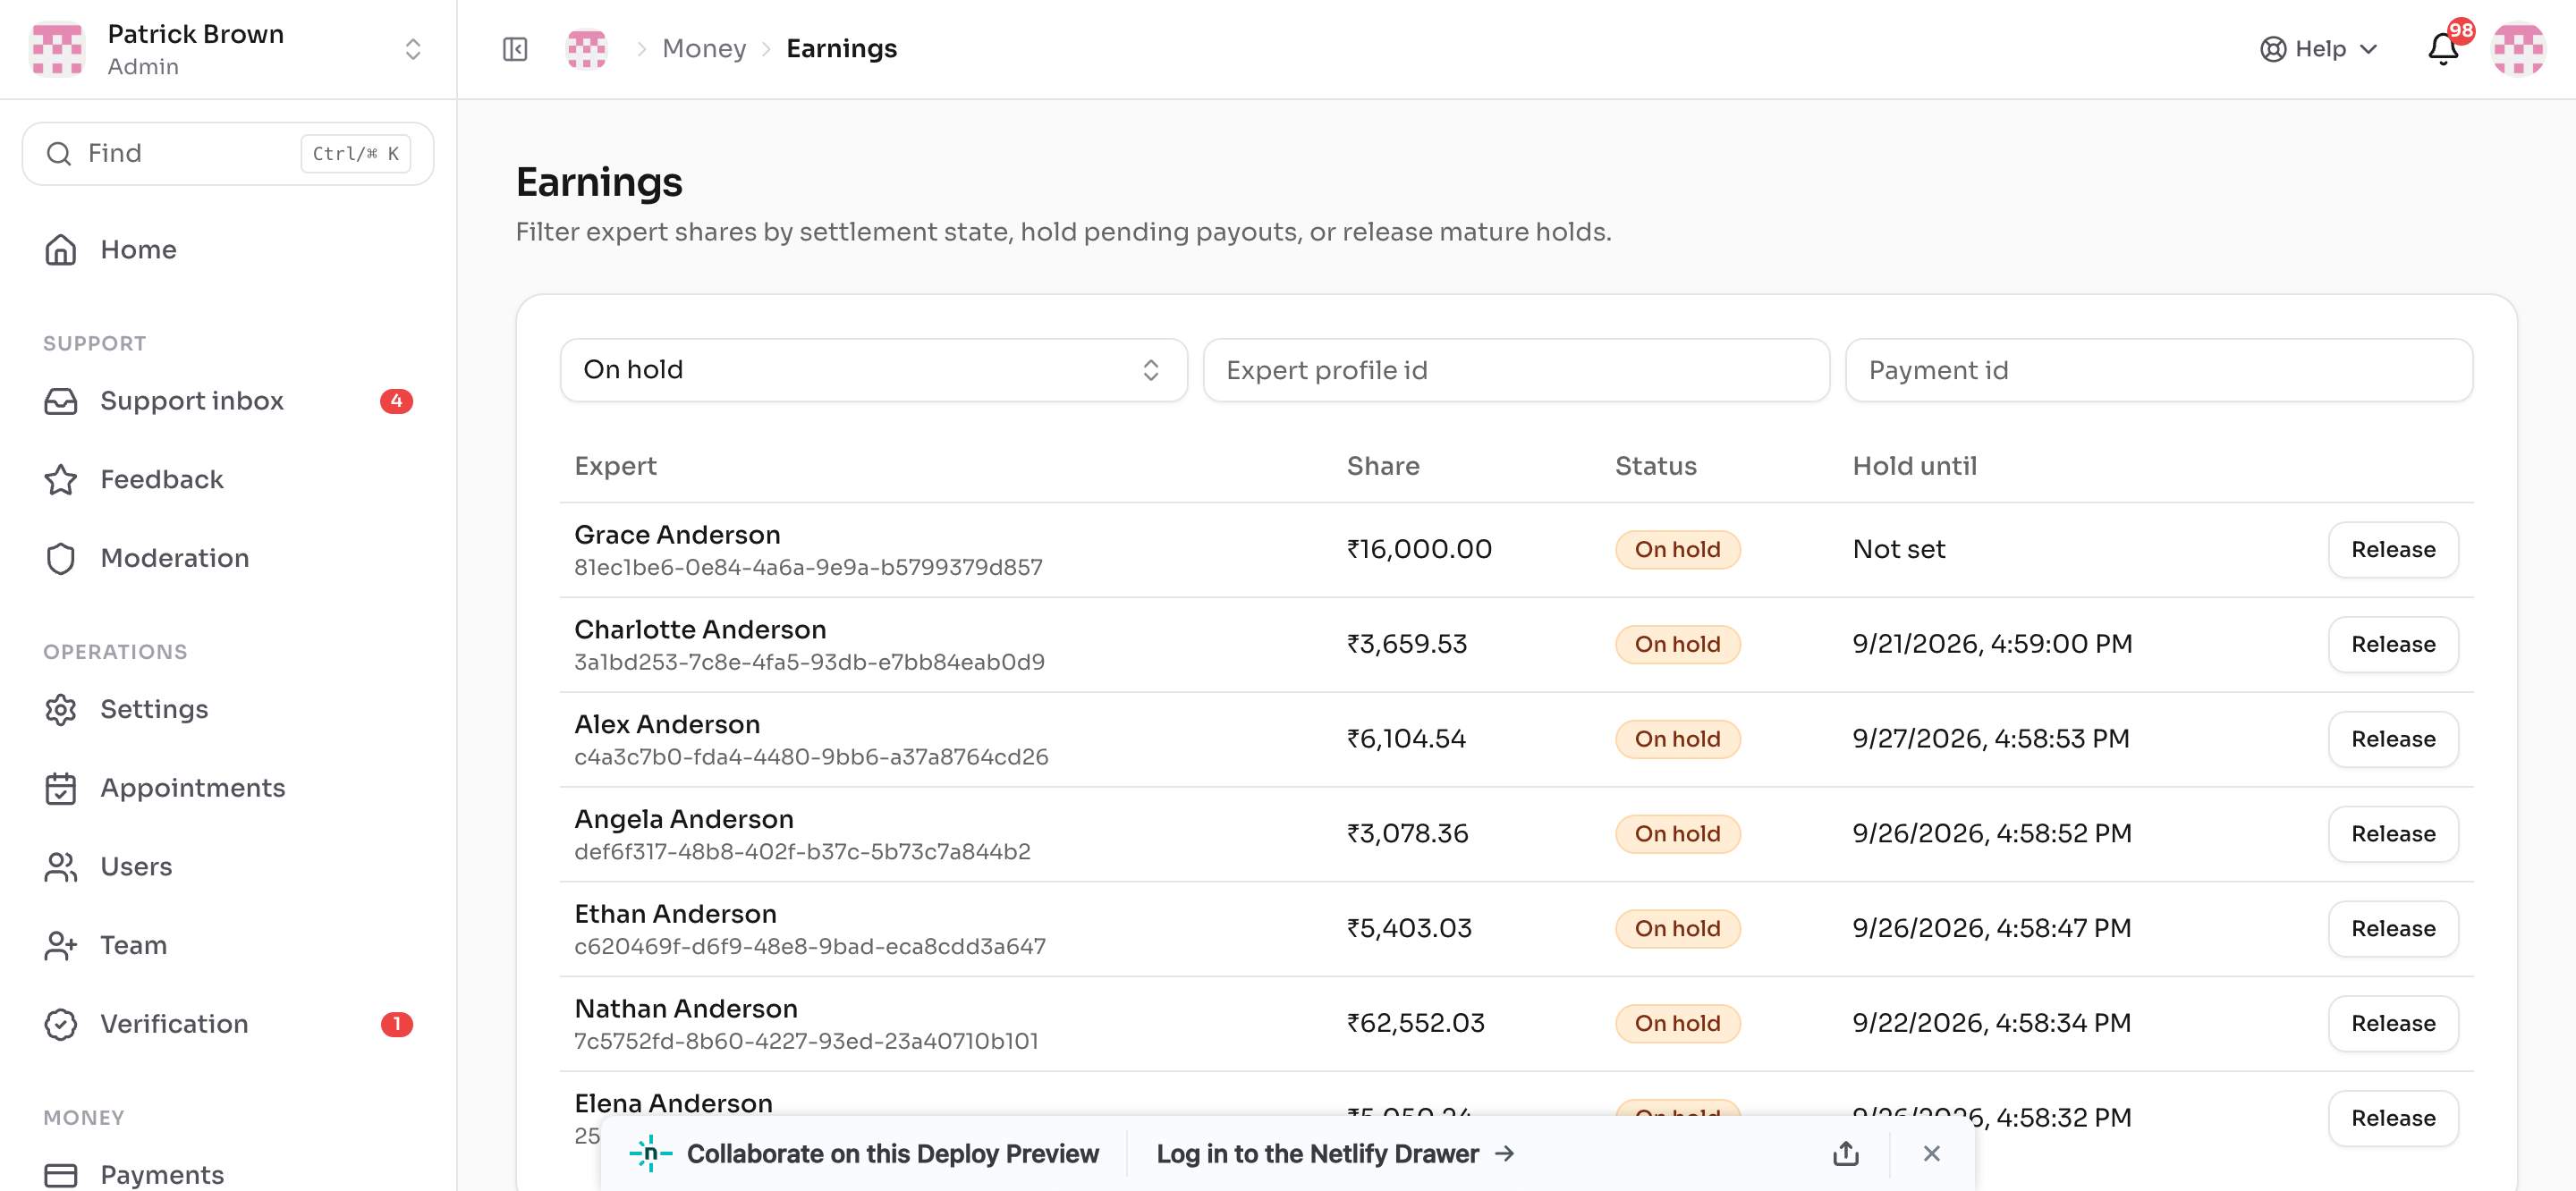 Patrick Brown
Admin
Find
Ctrl/⌘ K
Home
SUPPORT
Support inbox
4
Feedback
Moderation
OPERATIONS
Settings
Appointments
Users
Team
Verification
1
MONEY
Payments
Money
Earnings
Help
98
Earnings
Filter expert shares by settlement state, hold pending payouts, or release mature holds.
On hold
Expert profile id
Payment id
Expert Share Status Hold until
Grace Anderson
81ec1be6-0e84-4a6a-9e9a-b5799379d857
₹16,000.00 On hold Not set Release
Charlotte Anderson
3a1bd253-7c8e-4fa5-93db-e7bb84eab0d9
₹3,659.53 On hold 9/21/2026, 4:59:00 PM Release
Alex Anderson
c4a3c7b0-fda4-4480-9bb6-a37a8764cd26
₹6,104.54 On hold 9/27/2026, 4:58:53 PM Release
Angela Anderson
def6f317-48b8-402f-b37c-5b73c7a844b2
₹3,078.36 On hold 9/26/2026, 4:58:52 PM Release
Ethan Anderson
c620469f-d6f9-48e8-9bad-eca8cdd3a647
₹5,403.03 On hold 9/26/2026, 4:58:47 PM Release
Nathan Anderson
7c5752fd-8b60-4227-93ed-23a40710b101
₹62,552.03 On hold 9/22/2026, 4:58:34 PM Release
Elena Anderson
25
On hold 9/26/2026, 4:58:32 PM Release
Collaborate on this Deploy Preview
Log in to the Netlify Drawer →